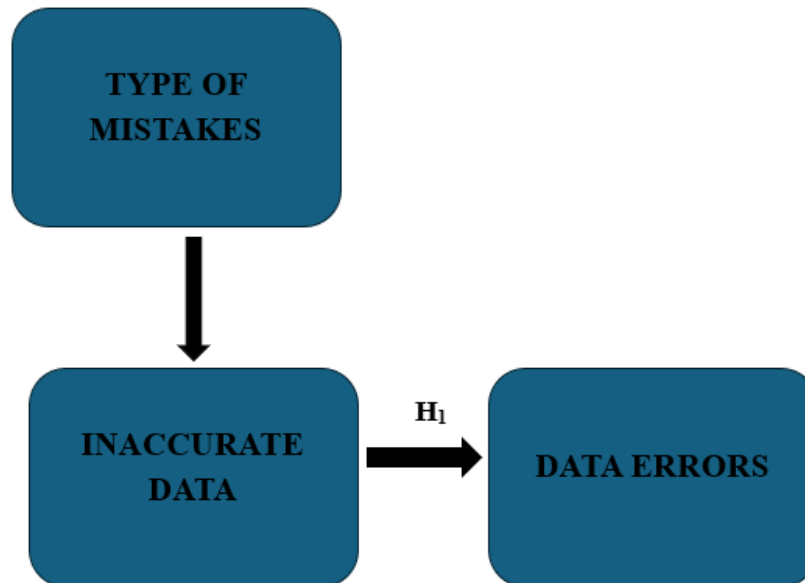 TYPE OF
MISTAKES
INACCURATE
DATA
H₁
DATA ERRORS